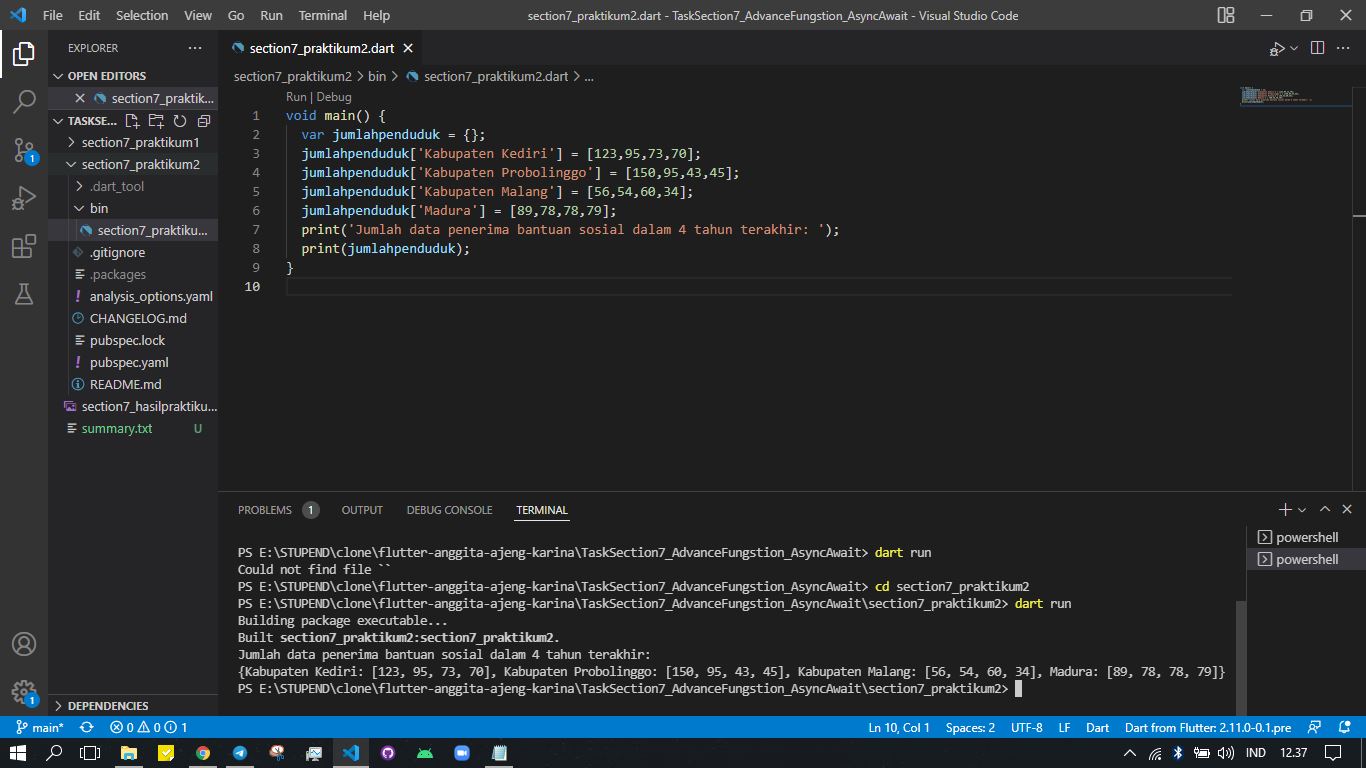 File Edit Selection View Go Run Terminal Help
section7_praktikum2.dart - TaskSection7_AdvanceFungstion_AsyncAwait - Visual Studio Code
EXPLORER
OPEN EDITORS
section7_praktik...
TASKSE...
section7_praktikum1
section7_praktikum2
.dart_tool
bin
section7_praktiku...
.gitignore
.packages
analysis_options.yaml
CHANGELOG.md
pubspec.lock
pubspec.yaml
README.md
section7_hasilpraktiku...
summary.txt U
DEPENDENCIES
1
1
section7_praktikum2.dart
section7_praktikum2 > bin > section7_praktikum2.dart > ...
Run | Debug
1 void main() {
2 var jumlahpenduduk = {};
3 jumlahpenduduk['Kabupaten Kediri'] = [123,95,73,70];
4 jumlahpenduduk['Kabupaten Probolinggo'] = [150,95,43,45];
5 jumlahpenduduk['Kabupaten Malang'] = [56,54,60,34];
6 jumlahpenduduk['Madura'] = [89,78,78,79];
7 print('Jumlah data penerima bantuan sosial dalam 4 tahun terakhir: ');
8 print(jumlahpenduduk);
9 }
10
PROBLEMS 1 OUTPUT DEBUG CONSOLE TERMINAL
PS E:\STUPEND\clone\flutter-anggita-ajeng-karina\TaskSection7_AdvanceFungstion_AsyncAwait> dart run
Could not find file ``
PS E:\STUPEND\clone\flutter-anggita-ajeng-karina\TaskSection7_AdvanceFungstion_AsyncAwait> cd section7_praktikum2
PS E:\STUPEND\clone\flutter-anggita-ajeng-karina\TaskSection7_AdvanceFungstion_AsyncAwait\section7_praktikum2> dart run
Building package executable...
Built section7_praktikum2:section7_praktikum2.
Jumlah data penerima bantuan sosial dalam 4 tahun terakhir:
{Kabupaten Kediri: [123, 95, 73, 70], Kabupaten Probolinggo: [150, 95, 43, 45], Kabupaten Malang: [56, 54, 60, 34], Madura: [89, 78, 78, 79]}
PS E:\STUPEND\clone\flutter-anggita-ajeng-karina\TaskSection7_AdvanceFungstion_AsyncAwait\section7_praktikum2>
powershell
powershell
main* 0 0 1
Ln 10, Col 1 Spaces: 2 UTF-8 LF Dart Dart from Flutter: 2.11.0-0.1.pre
IND 12.37